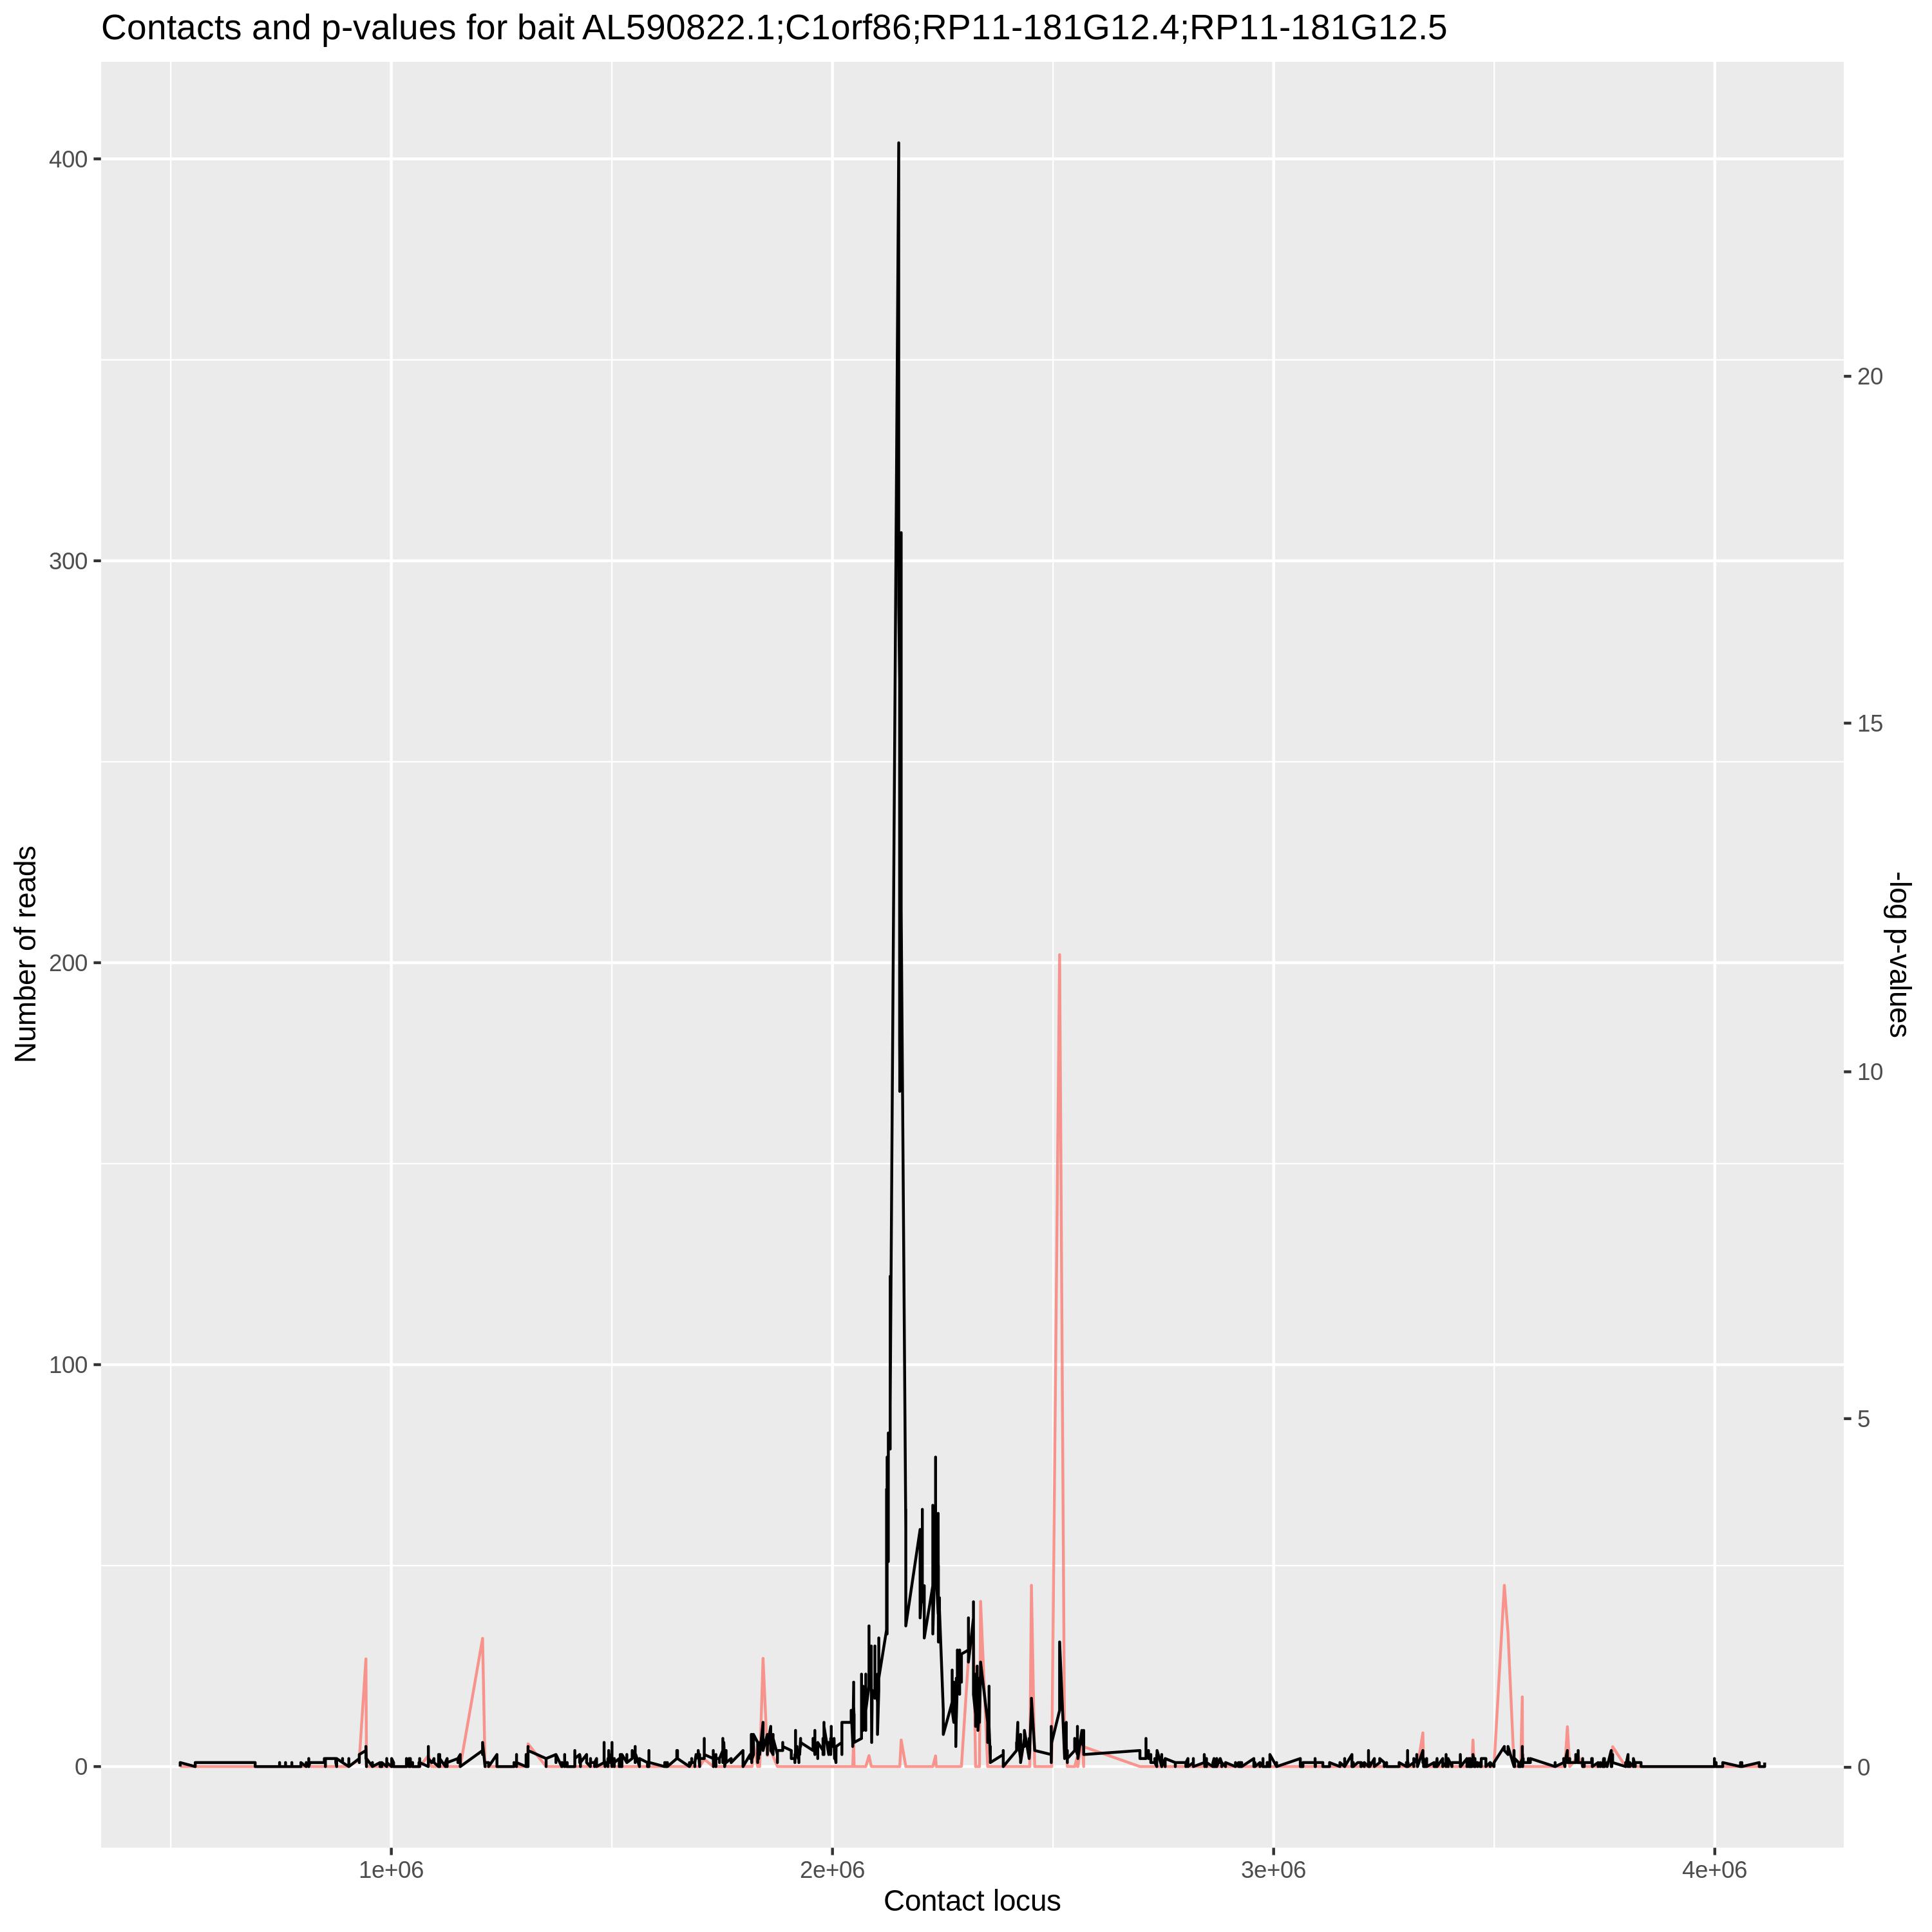 Contacts and p-values for bait AL590822.1;C1orf86;RP11-181G12.4;RP11-181G12.5
400
300
200
100
0
Number of reads
20
15
10
5
0
-log p-values
1e+06
2e+06
3e+06
4e+06
Contact locus